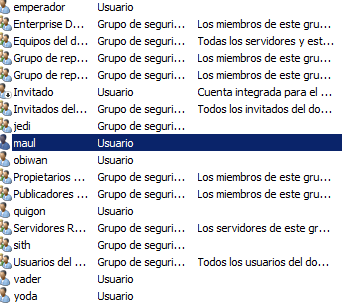 emperador Usuario
Enterprise D... Grupo de seguri... Los miembros de este gru...
Equipos del d... Grupo de seguri... Todas los servidores y est...
Grupo de rep... Grupo de seguri... Los miembros de este gru...
Grupo de rep... Grupo de seguri... Los miembros de este gru...
Invitado Usuario Cuenta integrada para el ...
Invitados del... Grupo de seguri... Todos los invitados del do...
jedi Grupo de seguri...
maul Usuario
obiwan Usuario
Propietarios ... Grupo de seguri... Los miembros de este gru...
Publicadores ... Grupo de seguri... Los miembros de este gru...
quigon Usuario
Servidores R... Grupo de seguri... Los servidores de este gr...
sith Grupo de seguri...
Usuarios del ... Grupo de seguri... Todos los usuarios del do...
vader Usuario
yoda Usuario